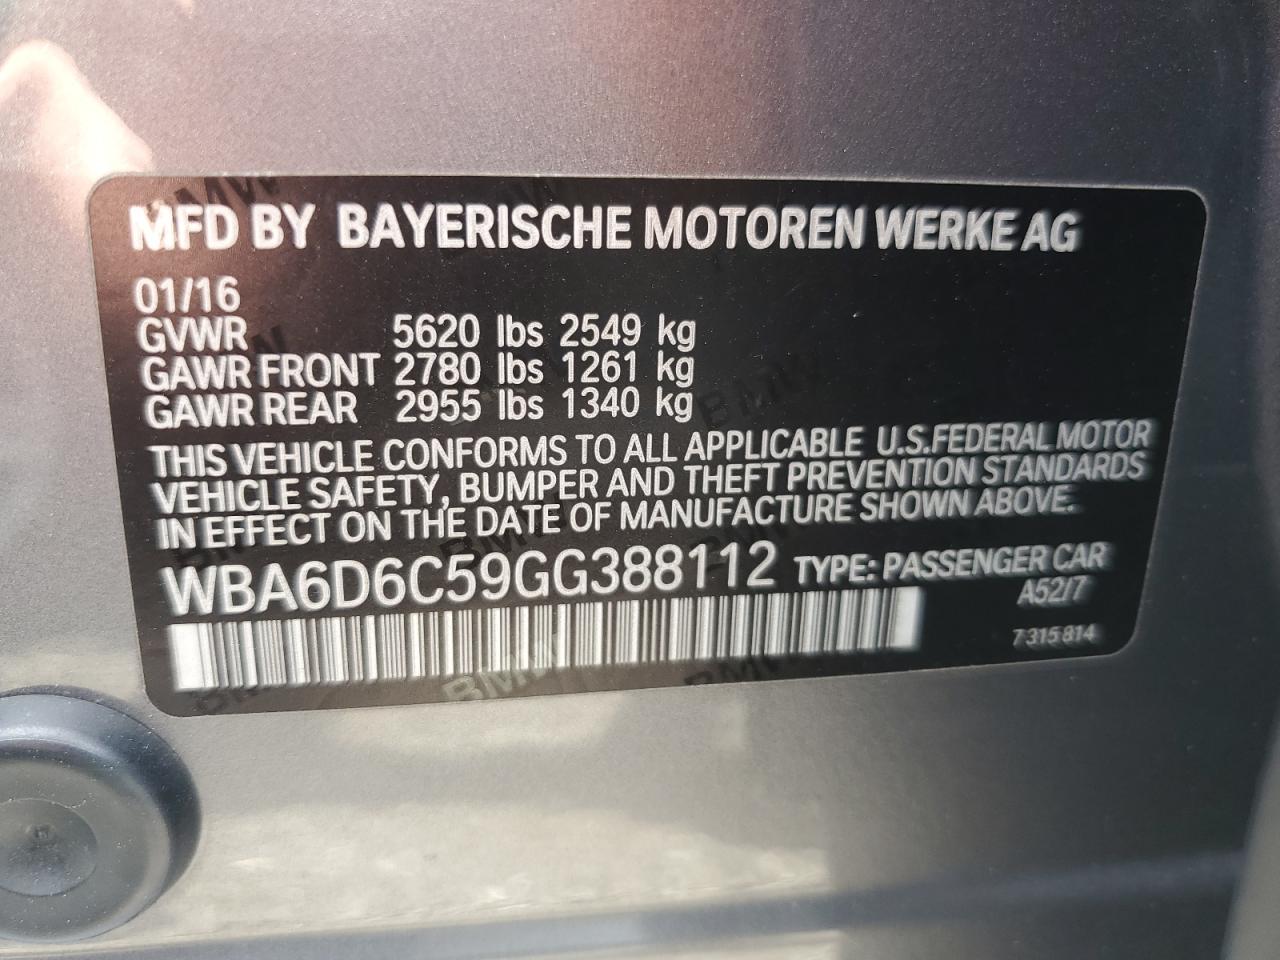 MFD BY BAYERISCHE MOTOREN WERKE AG
01/16
GVWR 5620 lbs 2549 kg
GAWR FRONT 2780 lbs 1261 kg
GAWR REAR 2955 lbs 1340 kg
THIS VEHICLE CONFORMS TO ALL APPLICABLE U.S.FEDERAL MOTOR
VEHICLE SAFETY, BUMPER AND THEFT PREVENTION STANDARDS
IN EFFECT ON THE DATE OF MANUFACTURE SHOWN ABOVE.
WBA6D6C59GG388112 TYPE: PASSENGER CAR
A52/7
7 315 814